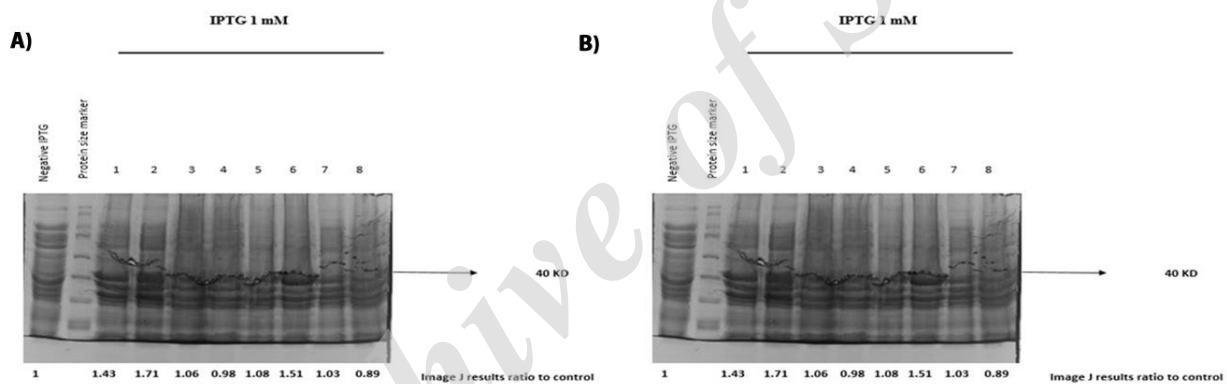 IPTG 1 mM
A)
Negative IPTG
Protein size marker
1 2 3 4 5 6 7 8
40 KD
1 1.43 1.71 1.06 0.98 1.08 1.51 1.03 0.89 Image J results ratio to control
IPTG 1 mM
B)
Negative IPTG
Protein size marker
1 2 3 4 5 6 7 8
40 KD
1 1.43 1.71 1.06 0.98 1.08 1.51 1.03 0.89 Image J results ratio to control
hive of S